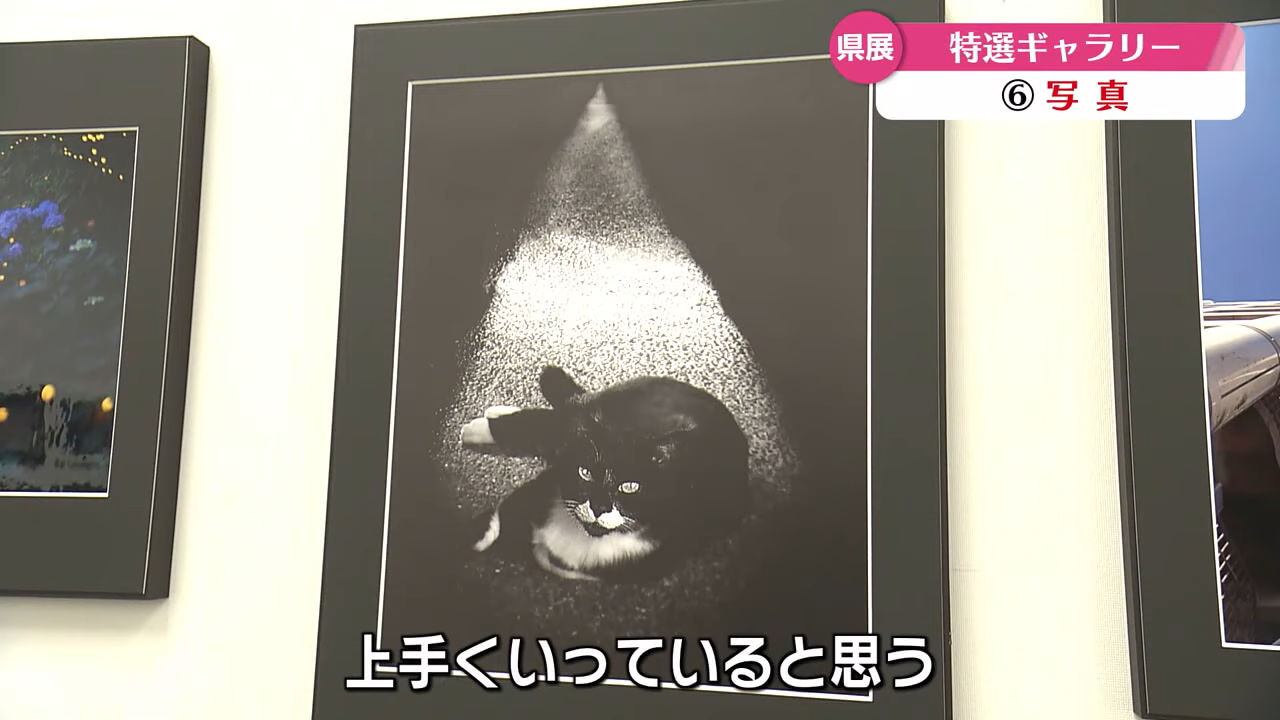 県展
特選ギャラリー
⑥写真
上手くいっていると思う